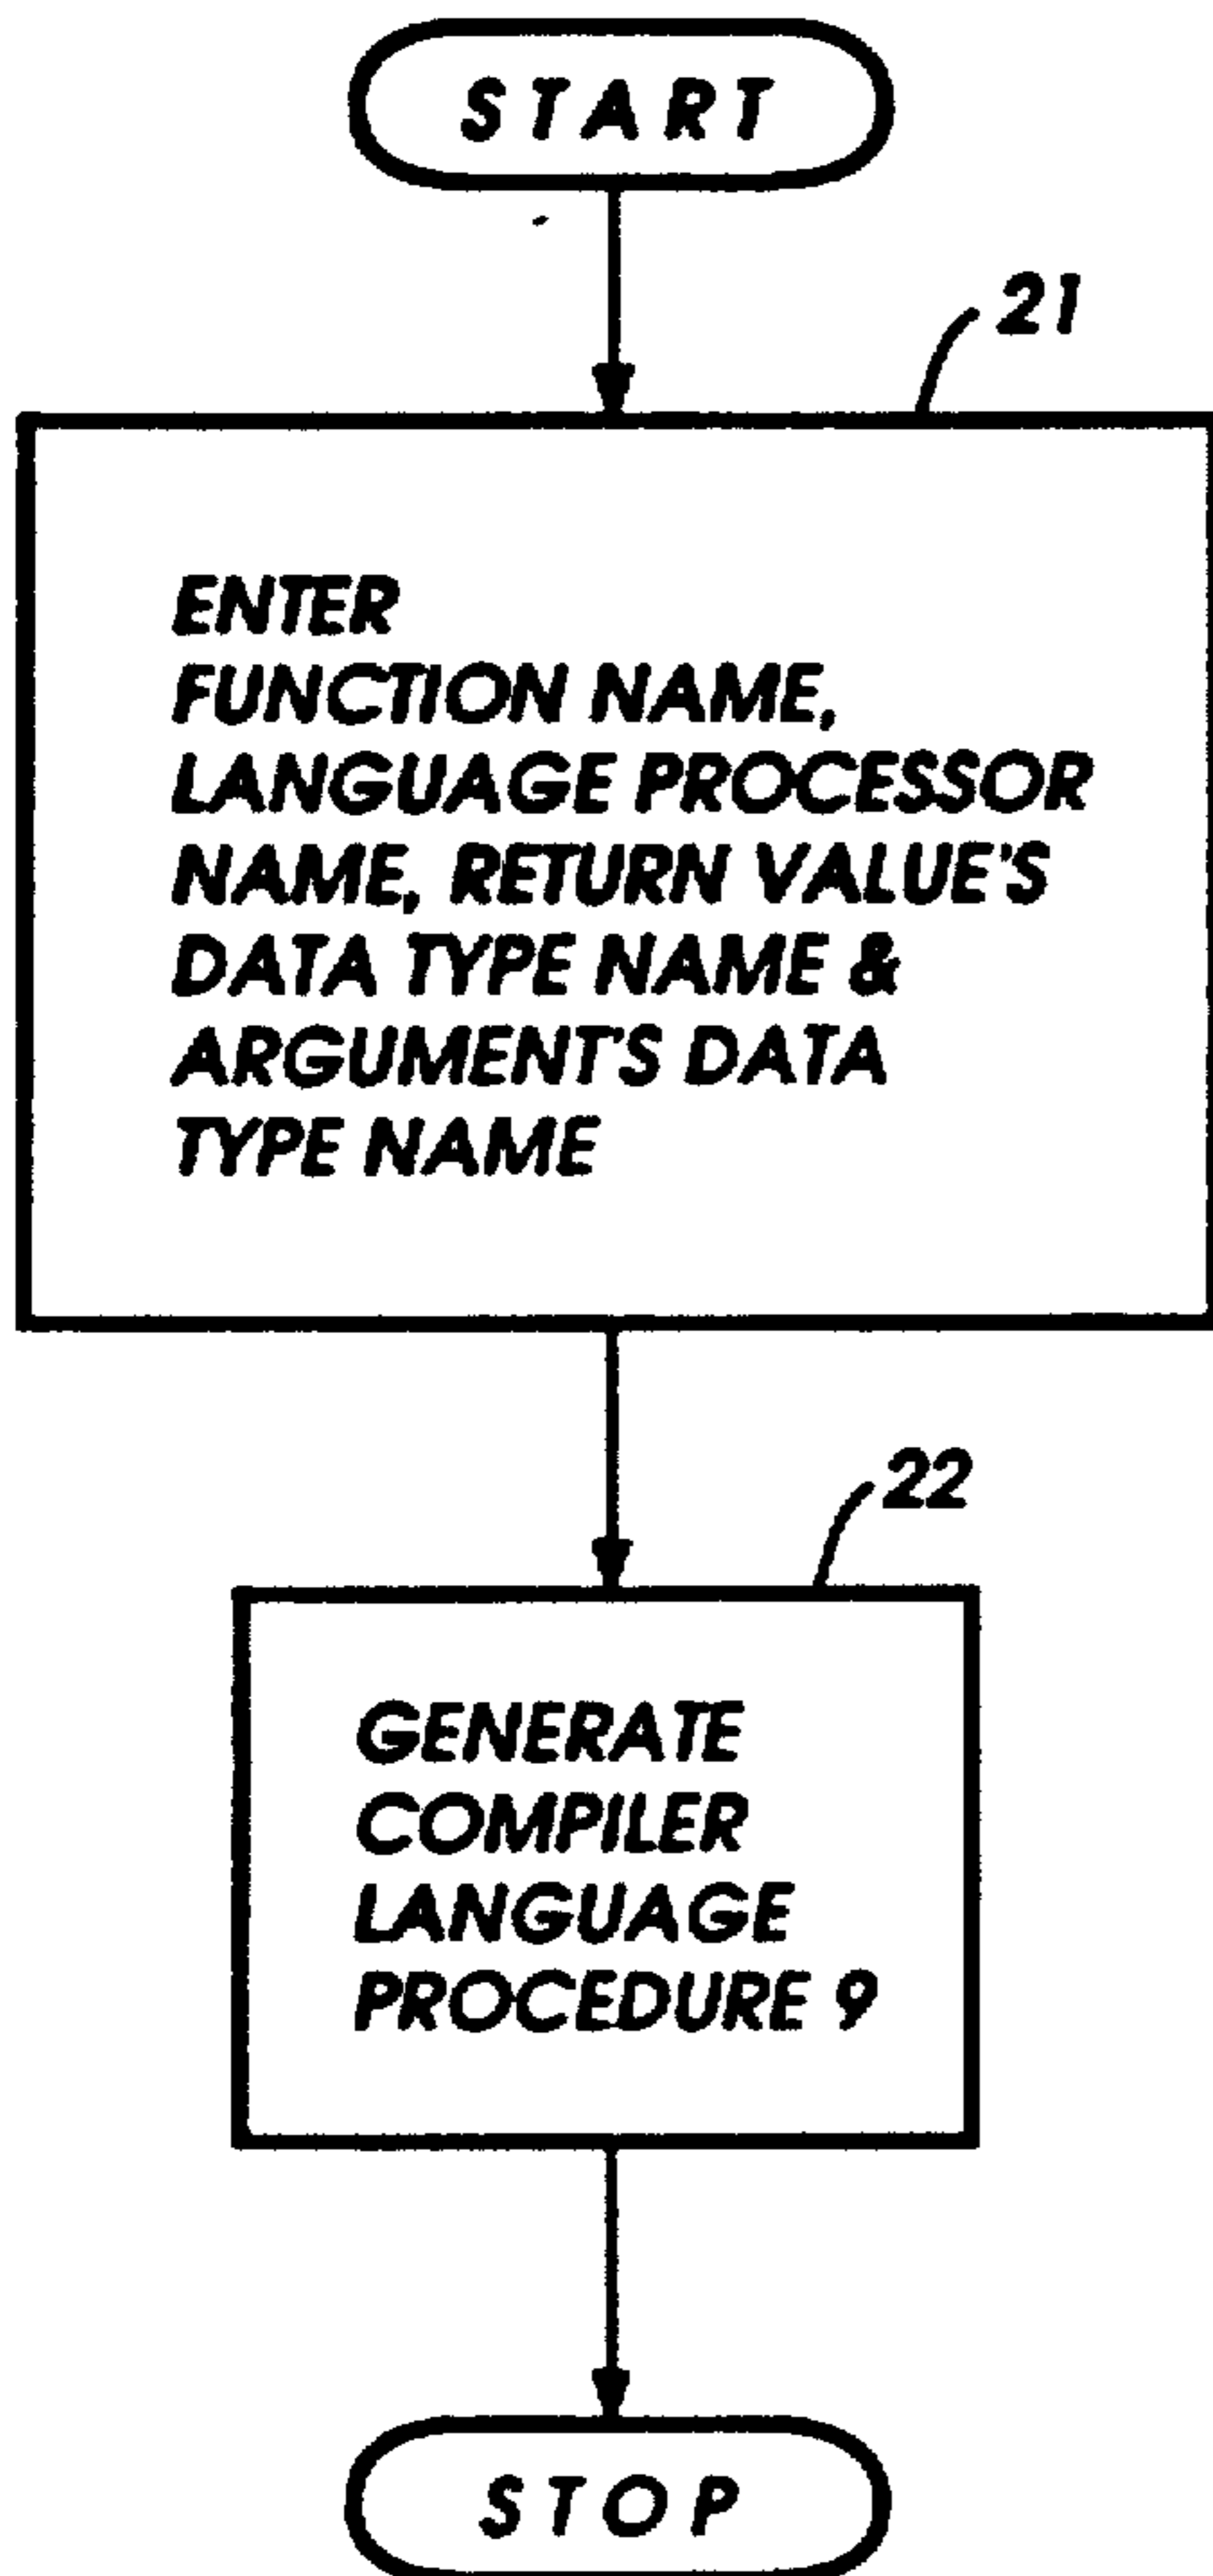 START
21
ENTER
FUNCTION NAME,
LANGUAGE PROCESSOR
NAME, RETURN VALUE'S
DATA TYPE NAME &
ARGUMENT'S DATA
TYPE NAME
22
GENERATE
COMPILER
LANGUAGE
PROCEDURE 9
STOP